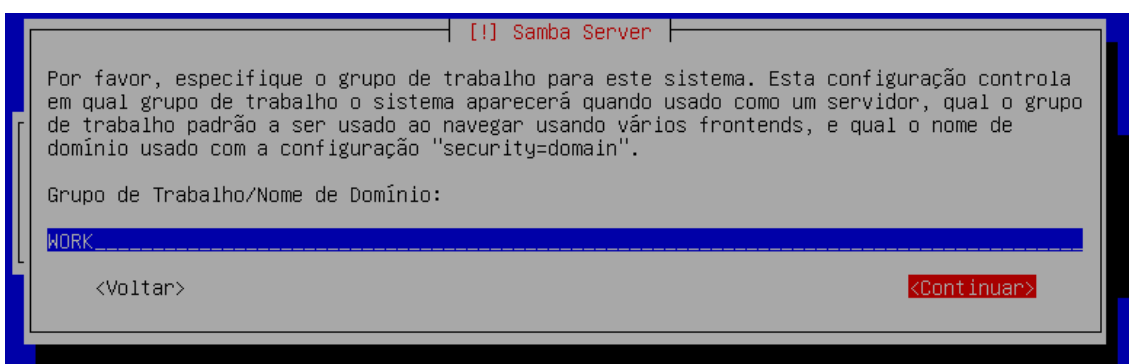 [!] Samba Server
Por favor, especifique o grupo de trabalho para este sistema. Esta configuração controla
em qual grupo de trabalho o sistema aparecerá quando usado como um servidor, qual o grupo
de trabalho padrão a ser usado ao navegar usando vários frontends, e qual o nome de
domínio usado com a configuração "security=domain".
Grupo de Trabalho/Nome de Domínio:
WORK
<Voltar> <Continuar>